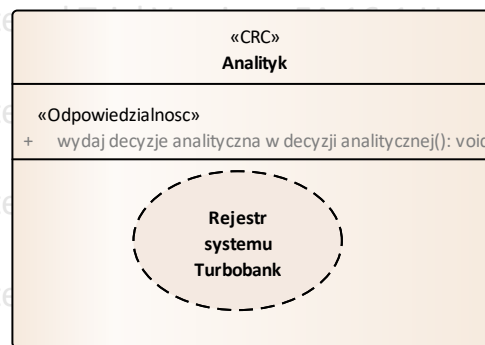 «CRC»
Analityk
«Odpowiedzialnosc»
+ wydaj decyzje analityczna w decyzji analitycznej(): void
Rejestr
systemu
Turbobank